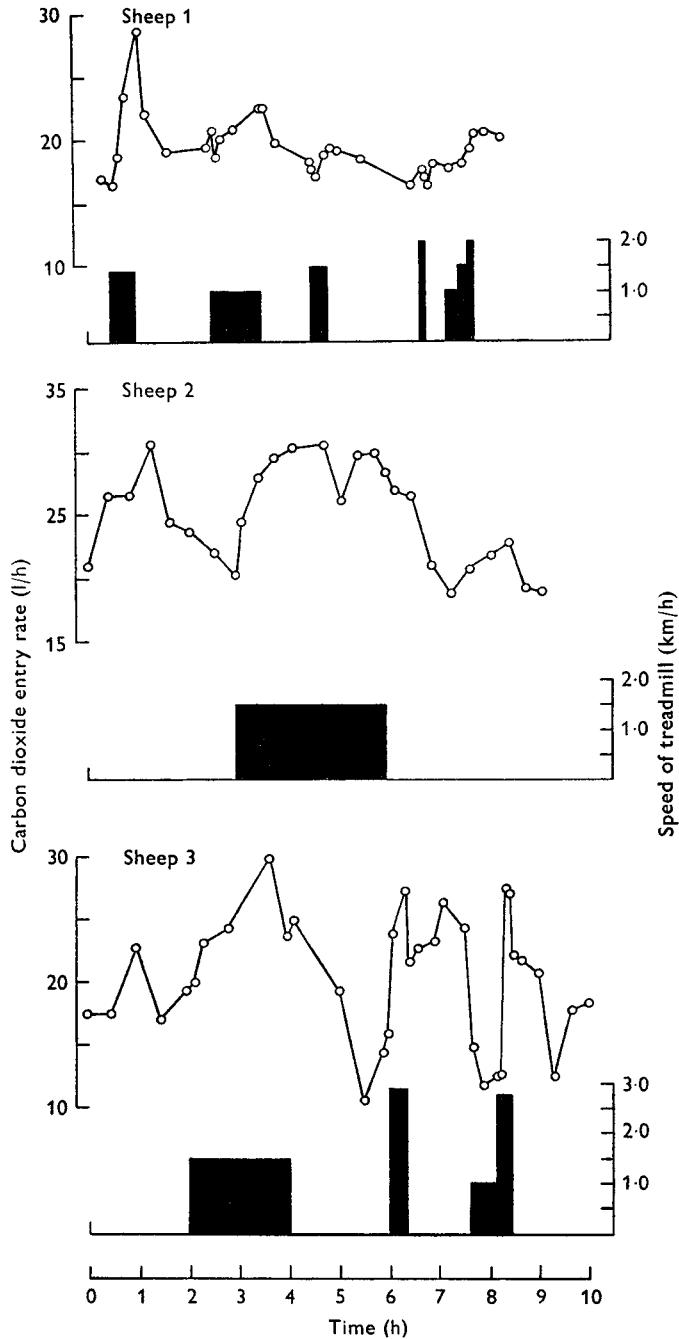 Sheep 1
30
20
10
2·0
1·0
Sheep 2
35
25
15
2·0
1·0
Sheep 3
30
20
10
3·0
2·0
1·0
Carbon dioxide entry rate (l/h)
Speed of treadmill (km/h)
0 1 2 3 4 5 6 7 8 9 10
Time (h)